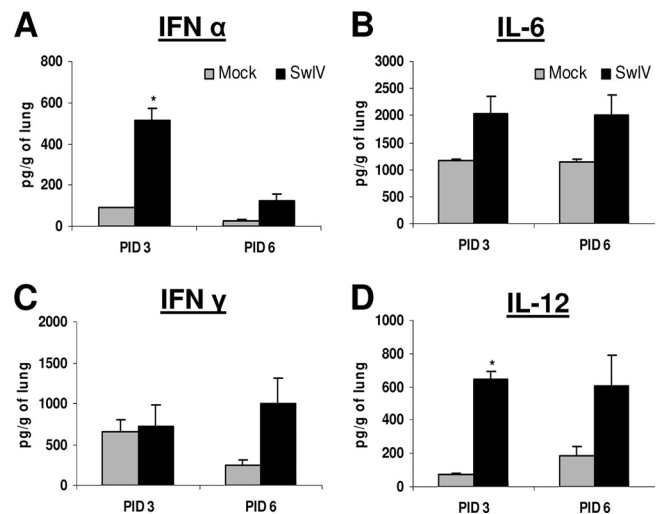 A
IFN α
800
600
400
200
0
pg/g of lung
Mock
SwIV
*
PID 3
PID 6
B
IL-6
3000
2500
2000
1500
1000
500
0
pg/g of lung
Mock
SwIV
PID 3
PID 6
C
IFN γ
2000
1500
1000
500
0
pg/g of lung
PID 3
PID 6
D
IL-12
1000
800
600
400
200
0
pg/g of lung
*
PID 3
PID 6